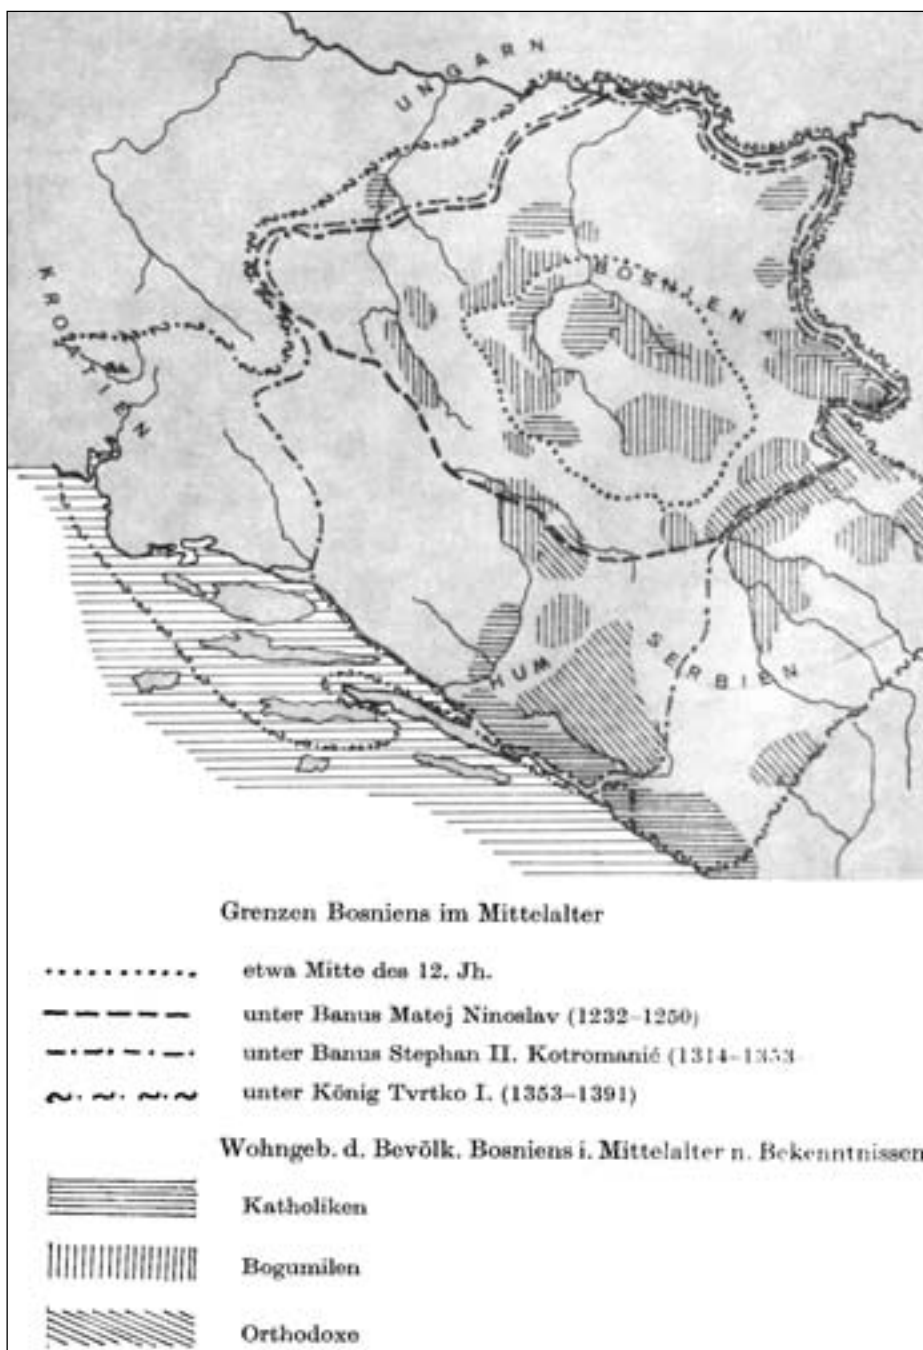 UNGARN
KROATIEN
BOSNIEN
HUM
SERBIEN
Grenzen Bosniens im Mittelalter
etwa Mitte des 12. Jh.
unter Banus Matej Ninoslav (1232–1250)
unter Banus Stephan II. Kotromanić (1314–1353
unter König Tvrtko I. (1353–1391)
Wohngeb. d. Bevölk. Bosniens i. Mittelalter n. Bekenntnissen
Katholiken
Bogumilen
Orthodoxe